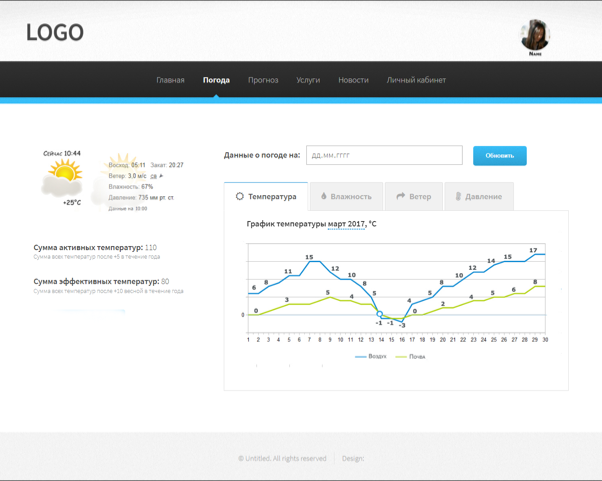 LOGO
Name
Главная Погода Прогноз Услуги Новости Личный кабинет
Сейчас 10:44
+25°C
Восход: 05:11 Закат: 20:27
Ветер: 3.0 м/с
Влажность: 67%
Давление: 735 мм рт. ст.
Данные на 10:00
Сумма активных температур: 110
Сумма всех температур после +5 в течение года
Сумма эффективных температур: 80
Сумма всех температур после +10 весной в течение года
Данные о погоде на: ДД.ММ.ГГГГ Обновить
Температура Влажность Ветер Давление
График температуры март 2017, °С
6 8 11 15 12 10 8 5 -1 -1 -3 4 5 8 10 12 14 15 17
0 3 5 4 0 2 4 5 6 8
0
1 2 3 4 5 6 7 8 9 10 11 12 13 14 15 16 17 18 19 20 21 22 23 24 25 26 27 28 29 30
Воздух Почва
© Untitled. All rights reserved Design: